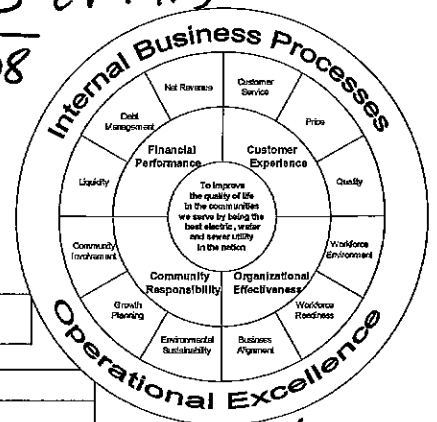 08
Internal Business Processes
Net Revenue
Customer
Service
Debt
Management
Price
Financial
Performance
Customer
Experience
Liquidity
Quality
To improve
the quality of life
in the communities
we serve by being the
best electric, water
and sewer utility
in the nation
Community
Involvement
Workforce
Environment
Community
Responsibility
Organizational
Effectiveness
Growth
Planning
Workforce
Readiness
Environmental
Sustainability
Business
Alignment
Operational Excellence